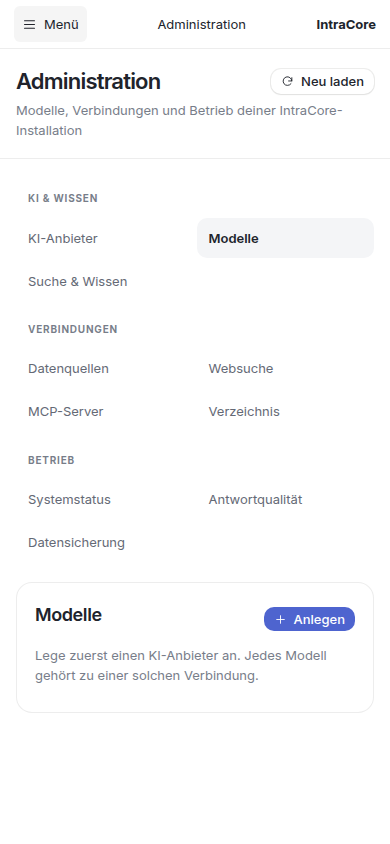 Menü
Administration
IntraCore
Administration
Neu laden
Modelle, Verbindungen und Betrieb deiner IntraCore-
Installation
KI & WISSEN
KI-Anbieter
Modelle
Suche & Wissen
VERBINDUNGEN
Datenquellen
Websuche
MCP-Server
Verzeichnis
BETRIEB
Systemstatus
Antwortqualität
Datensicherung
Modelle
Anlegen
Lege zuerst einen KI-Anbieter an. Jedes Modell
gehört zu einer solchen Verbindung.